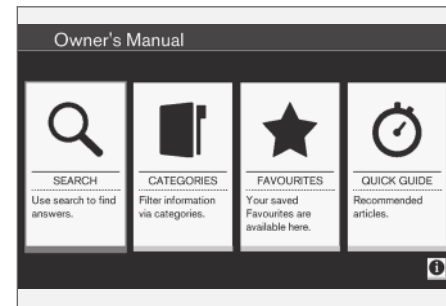 Owner's Manual
SEARCH
Use search to find
answers.
CATEGORIES
Filter information
via categories.
FAVOURITES
Your saved
Favourites are
available here.
QUICK GUIDE
Recommended
articles.